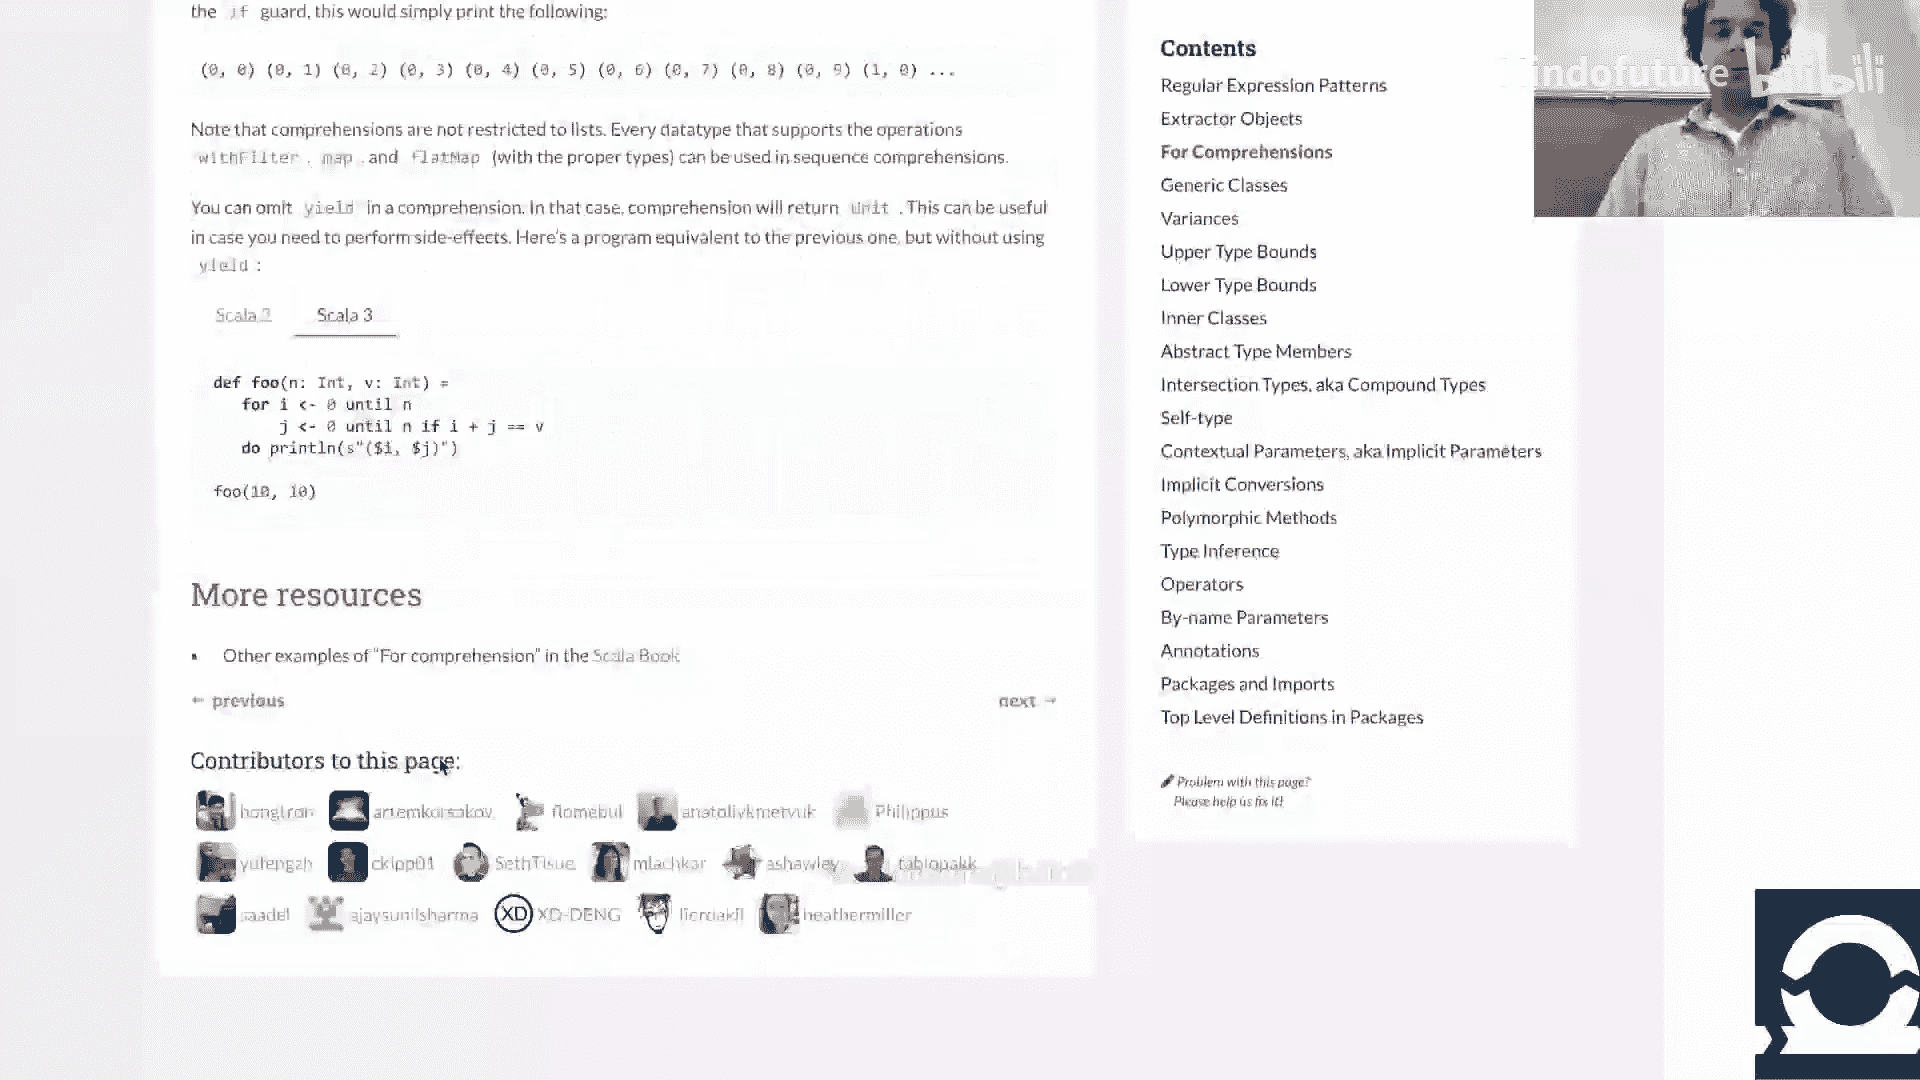 the if guard, this would simply print the following:
(0, 0) (0, 1) (0, 2) (0, 3) (0, 4) (0, 5) (0, 6) (0, 7) (0, 8) (0, 9) (1, 0) ...
Note that comprehensions are not restricted to lists. Every datatype that supports the operations
withFilter , map , and flatMap (with the proper types) can be used in sequence comprehensions.
You can omit yield in a comprehension. In that case, comprehension will return Unit . This can be useful
in case you need to perform side-effects. Here's a program equivalent to the previous one, but without using
yield :
Scala 2 Scala 3
def foo(n: Int, v: Int) =
for i <- 0 until n
j <- 0 until n if i + j == v
do println(s"($i, $j)")
foo(10, 10)
More resources
Other examples of "For comprehension" in the Scala Book
← previous
next →
Contributors to this page:
artemkorsakov flomebul anatoliykmetyuk Philippus
ckipp01 SethTisue mlachkar ashawley
ajaysunilsharma XD XD-DENG heathermiller
Contents
Regular Expression Patterns
Extractor Objects
For Comprehensions
Generic Classes
Variances
Upper Type Bounds
Lower Type Bounds
Inner Classes
Abstract Type Members
Intersection Types, aka Compound Types
Self-type
Contextual Parameters, aka Implicit Parameters
Implicit Conversions
Polymorphic Methods
Type Inference
Operators
By-name Parameters
Annotations
Packages and Imports
Top Level Definitions in Packages
Problem with this page?
Please help us fix it!
indofuture bilibili